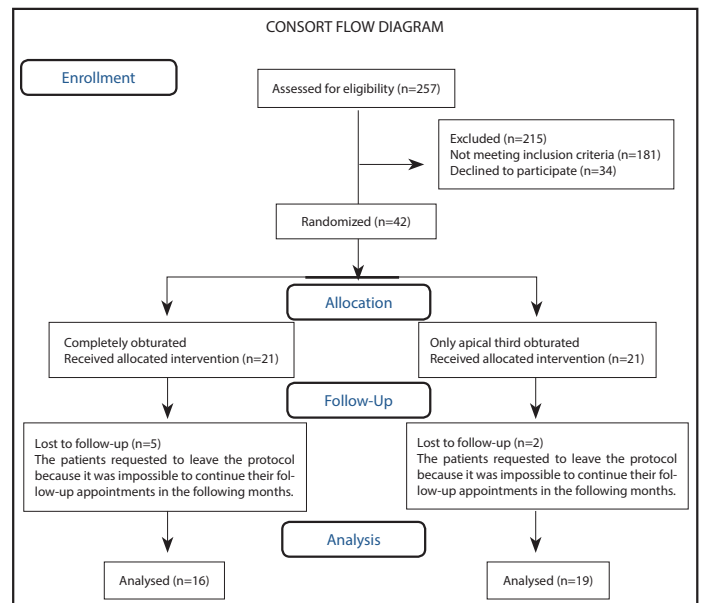 CONSORT FLOW DIAGRAM
Enrollment
Assessed for eligibility (n=257)
Excluded (n=215)
Not meeting inclusion criteria (n=181)
Declined to participate (n=34)
Randomized (n=42)
Allocation
Completely obturated
Received allocated intervention (n=21)
Only apical third obturated
Received allocated intervention (n=21)
Follow-Up
Lost to follow-up (n=5)
The patients requested to leave the protocol
because it was impossible to continue their fol-
low-up appointments in the following months.
Lost to follow-up (n=2)
The patients requested to leave the protocol
because it was impossible to continue their fol-
low-up appointments in the following months.
Analysis
Analysed (n=16)
Analysed (n=19)